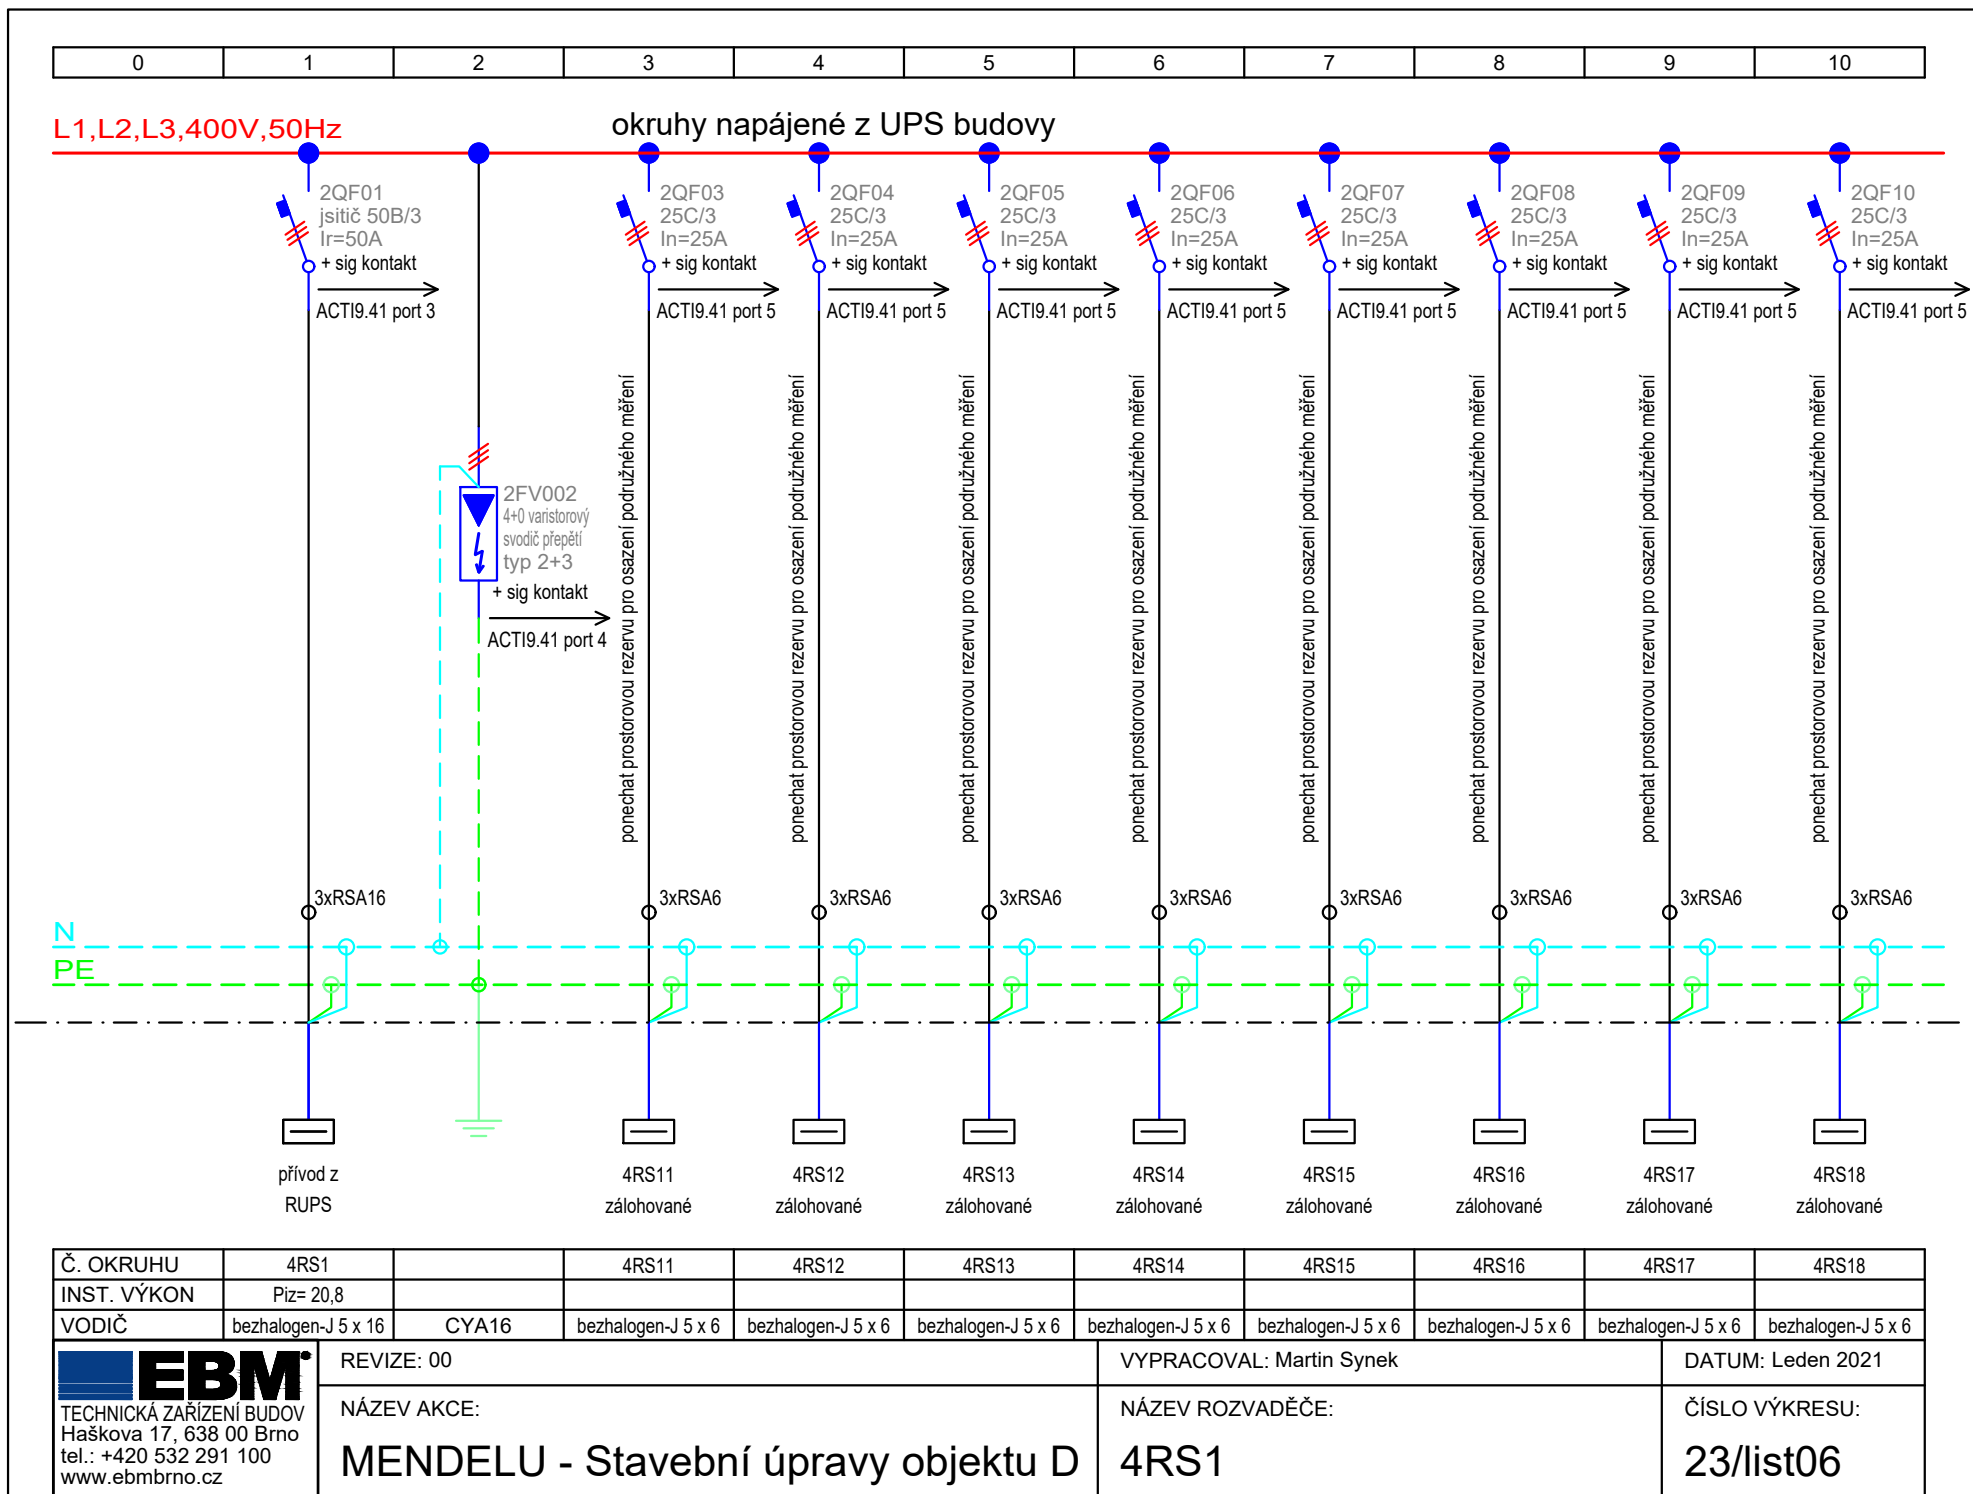 0 1 2 3 4 5 6 7 8 9 10
L1,L2,L3,400V,50Hz
okruhy napájené z UPS budovy
2QF01
jsitič 50B/3
Ir=50A
+ sig kontakt
ACTI9.41 port 3
2FV002
4+0 varistorový
svodič přepětí
typ 2+3
+ sig kontakt
ACTI9.41 port 4
2QF03
25C/3
In=25A
+ sig kontakt
ACTI9.41 port 5
ponechat prostorovou rezervu pro osazení podružného měření
2QF04
25C/3
In=25A
+ sig kontakt
ACTI9.41 port 5
ponechat prostorovou rezervu pro osazení podružného měření
2QF05
25C/3
In=25A
+ sig kontakt
ACTI9.41 port 5
ponechat prostorovou rezervu pro osazení podružného měření
2QF06
25C/3
In=25A
+ sig kontakt
ACTI9.41 port 5
ponechat prostorovou rezervu pro osazení podružného měření
2QF07
25C/3
In=25A
+ sig kontakt
ACTI9.41 port 5
ponechat prostorovou rezervu pro osazení podružného měření
2QF08
25C/3
In=25A
+ sig kontakt
ACTI9.41 port 5
ponechat prostorovou rezervu pro osazení podružného měření
2QF09
25C/3
In=25A
+ sig kontakt
ACTI9.41 port 5
ponechat prostorovou rezervu pro osazení podružného měření
2QF10
25C/3
In=25A
+ sig kontakt
ACTI9.41 port 5
ponechat prostorovou rezervu pro osazení podružného měření
3xRSA16 3xRSA6 3xRSA6 3xRSA6 3xRSA6 3xRSA6 3xRSA6 3xRSA6 3xRSA6
N
PE
přívod z 4RS11 4RS12 4RS13 4RS14 4RS15 4RS16 4RS17 4RS18
RUPS zálohované zálohované zálohované zálohované zálohované zálohované zálohované zálohované
Č. OKRUHU 4RS1 4RS11 4RS12 4RS13 4RS14 4RS15 4RS16 4RS17 4RS18
INST. VÝKON Piz= 20,8
VODIČ bezhalogen-J 5 x 16 CYA16 bezhalogen-J 5 x 6 bezhalogen-J 5 x 6 bezhalogen-J 5 x 6 bezhalogen-J 5 x 6 bezhalogen-J 5 x 6 bezhalogen-J 5 x 6 bezhalogen-J 5 x 6 bezhalogen-J 5 x 6
EBM
TECHNICKÁ ZAŘÍZENÍ BUDOV
Haškova 17, 638 00 Brno
tel.: +420 532 291 100
www.ebmbrno.cz
REVIZE: 00
VYPRACOVAL: Martin Synek
DATUM: Leden 2021
NÁZEV AKCE:
MENDELU - Stavební úpravy objektu D
NÁZEV ROZVADĚČE:
4RS1
ČÍSLO VÝKRESU:
23/list06